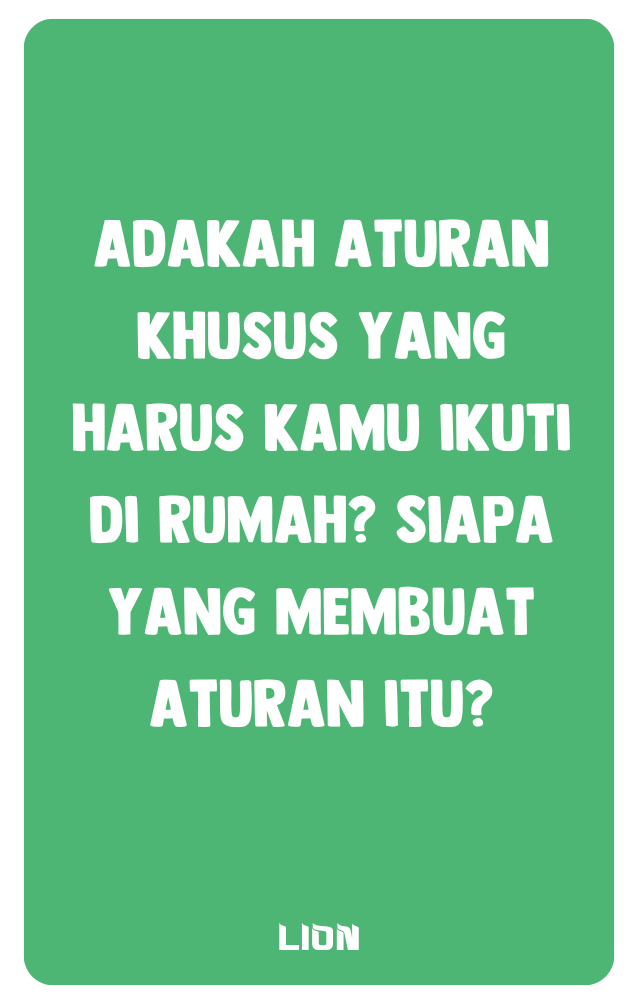 ADAKAH ATURAN
KHUSUS YANG
HARUS KAMU IKUTI
DI RUMAH? SIAPA
YANG MEMBUAT
ATURAN ITU?
LION